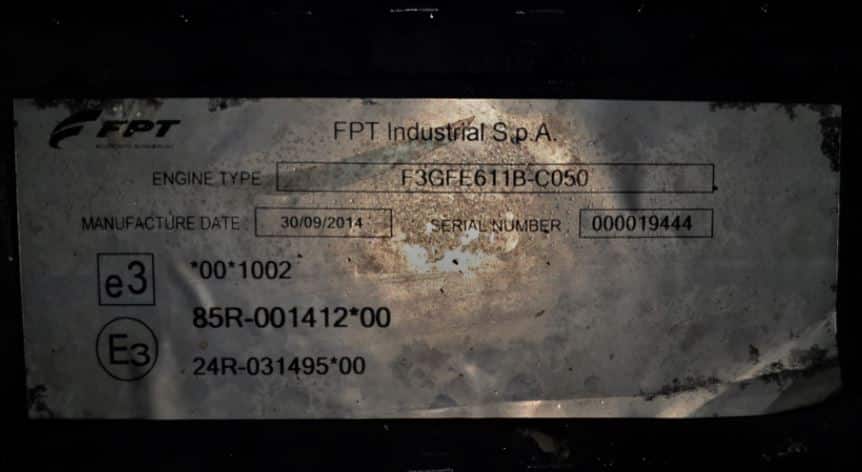 FPT
FPT Industrial S.p.A.
ENGINE TYPE F3GFE611B-C050
MANUFACTURE DATE 30/09/2014 SERIAL NUMBER 000019444
e3 *00*1002
85R-001412*00
E3
24R-031495*00